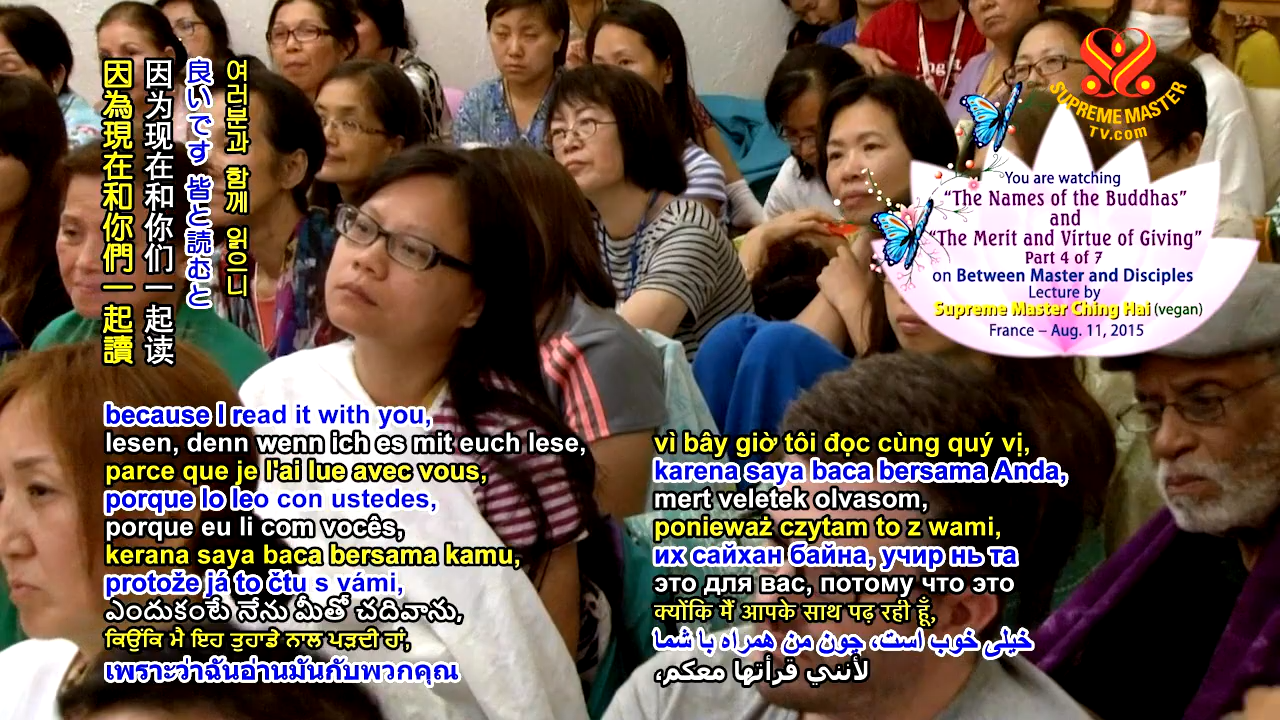 因為現在和你們一起讀
因为现在和你们一起读
良いです 皆と読むと
여러분과 함께 읽으니
SUPREME MASTER
TV.com
You are watching
“The Names of the Buddhas”
and
“The Merit and Virtue of Giving”
Part 4 of 7
on Between Master and Disciples
Lecture by
Supreme Master Ching Hai (vegan)
France – Aug. 11, 2015
because I read it with you,
lesen, denn wenn ich es mit euch lese,
parce que je l'ai lue avec vous,
porque lo leo con ustedes,
porque eu li com vocês,
kerana saya baca bersama kamu,
protože já to čtu s vámi,
ఎందుకంటే నేను మీతో చదివాను,
ਕਿਉਂਕਿ ਮੈ ਇਹ ਤੁਹਾਡੇ ਨਾਲ ਪੜਦੀ ਹਾਂ,
เพราะว่าฉันอ่านมันกับพวกคุณ
vì bây giờ tôi đọc cùng quý vị,
karena saya baca bersama Anda,
mert veletek olvasom,
ponieważ czytam to z wami,
их сайхан байна, учир нь та
это для вас, потому что это
क्योंकि मैं आपके साथ पढ़ रही हूँ,
خیلی خوب است، چون من همراه با شما
لأنني قرأتها معكم،